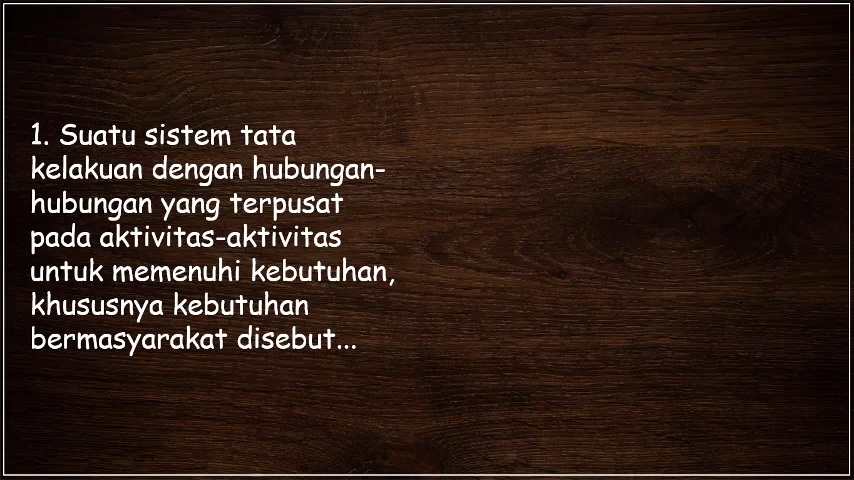 1. Suatu sistem tata
kelakuan dengan hubungan-
hubungan yang terpusat
pada aktivitas-aktivitas
untuk memenuhi kebutuhan,
khususnya kebutuhan
bermasyarakat disebut...